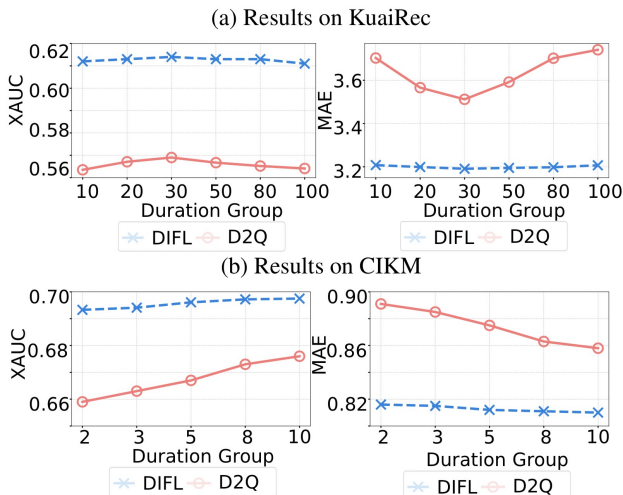 (a) Results on KuaiRec
XAUC
0.62
0.60
0.58
0.56
10 20 30 50 80 100
Duration Group
DIFL D2Q
MAE
3.6
3.4
3.2
10 20 30 50 80 100
Duration Group
DIFL D2Q
(b) Results on CIKM
XAUC
0.70
0.68
0.66
2 3 5 8 10
Duration Group
DIFL D2Q
MAE
0.90
0.86
0.82
2 3 5 8 10
Duration Group
DIFL D2Q